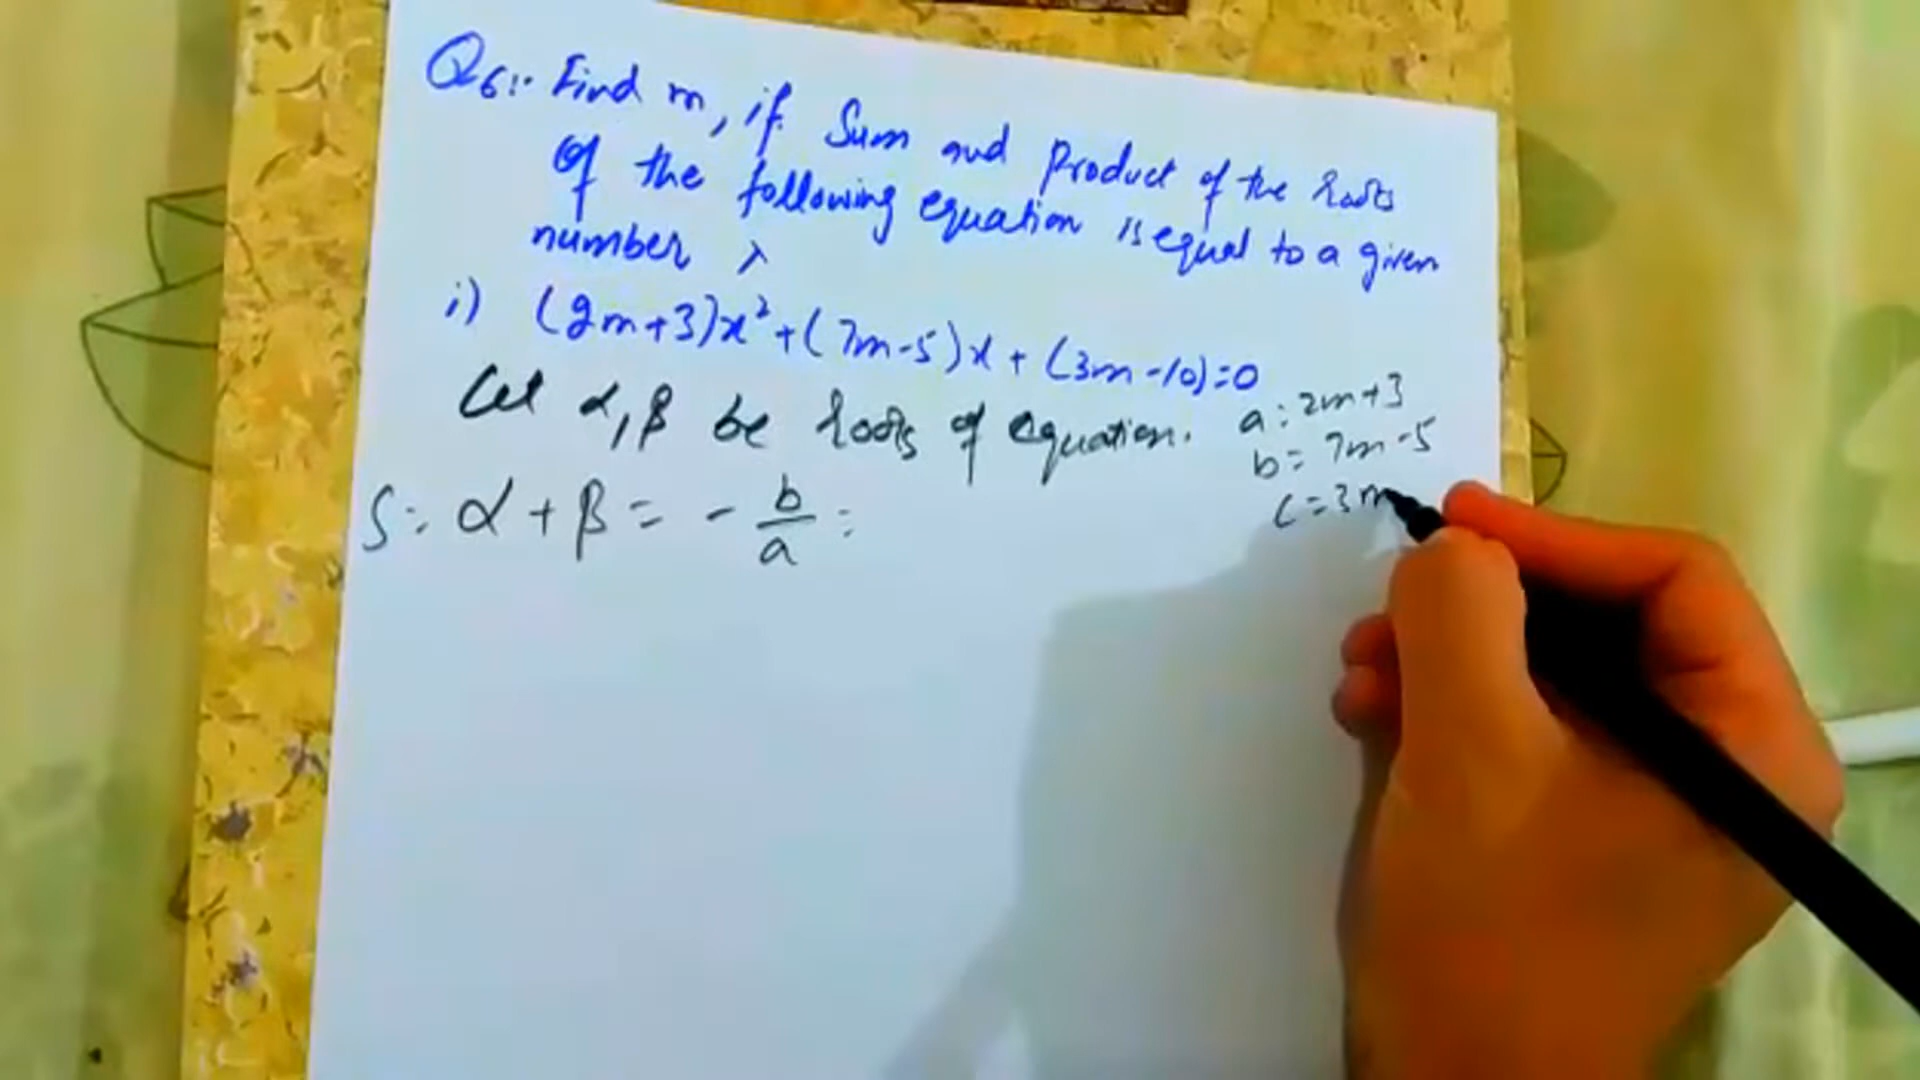 Q6:- Find m, if Sum and Product of the Roots
Of the following equation is equal to a given
number λ
i) (2m+3)x²+(7m-5)x+(3m-10)=0
Let α,β be Roots of equation.
a: 2m+3
b= 7m-5
c=3m
S: α+β = - b/a =